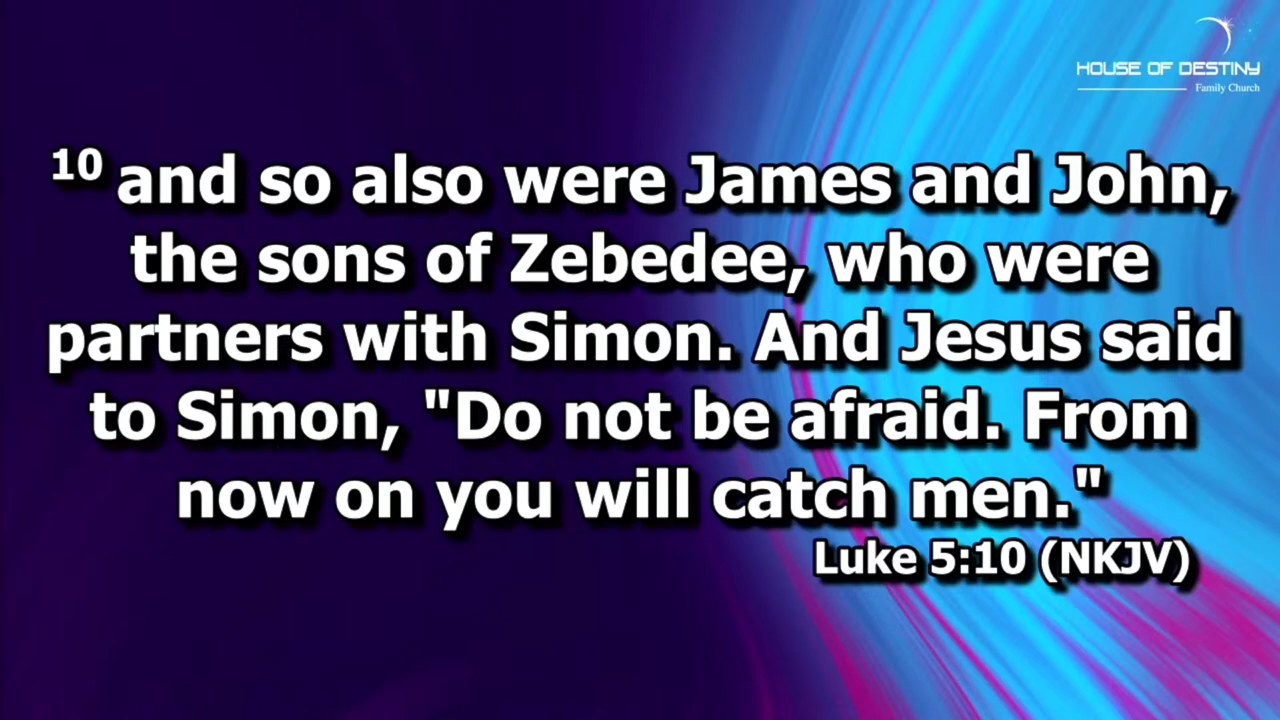 HOUSE OF DESTINY
Family Church
10 and so also were James and John,
the sons of Zebedee, who were
partners with Simon. And Jesus said
to Simon, "Do not be afraid. From
now on you will catch men."
Luke 5:10 (NKJV)